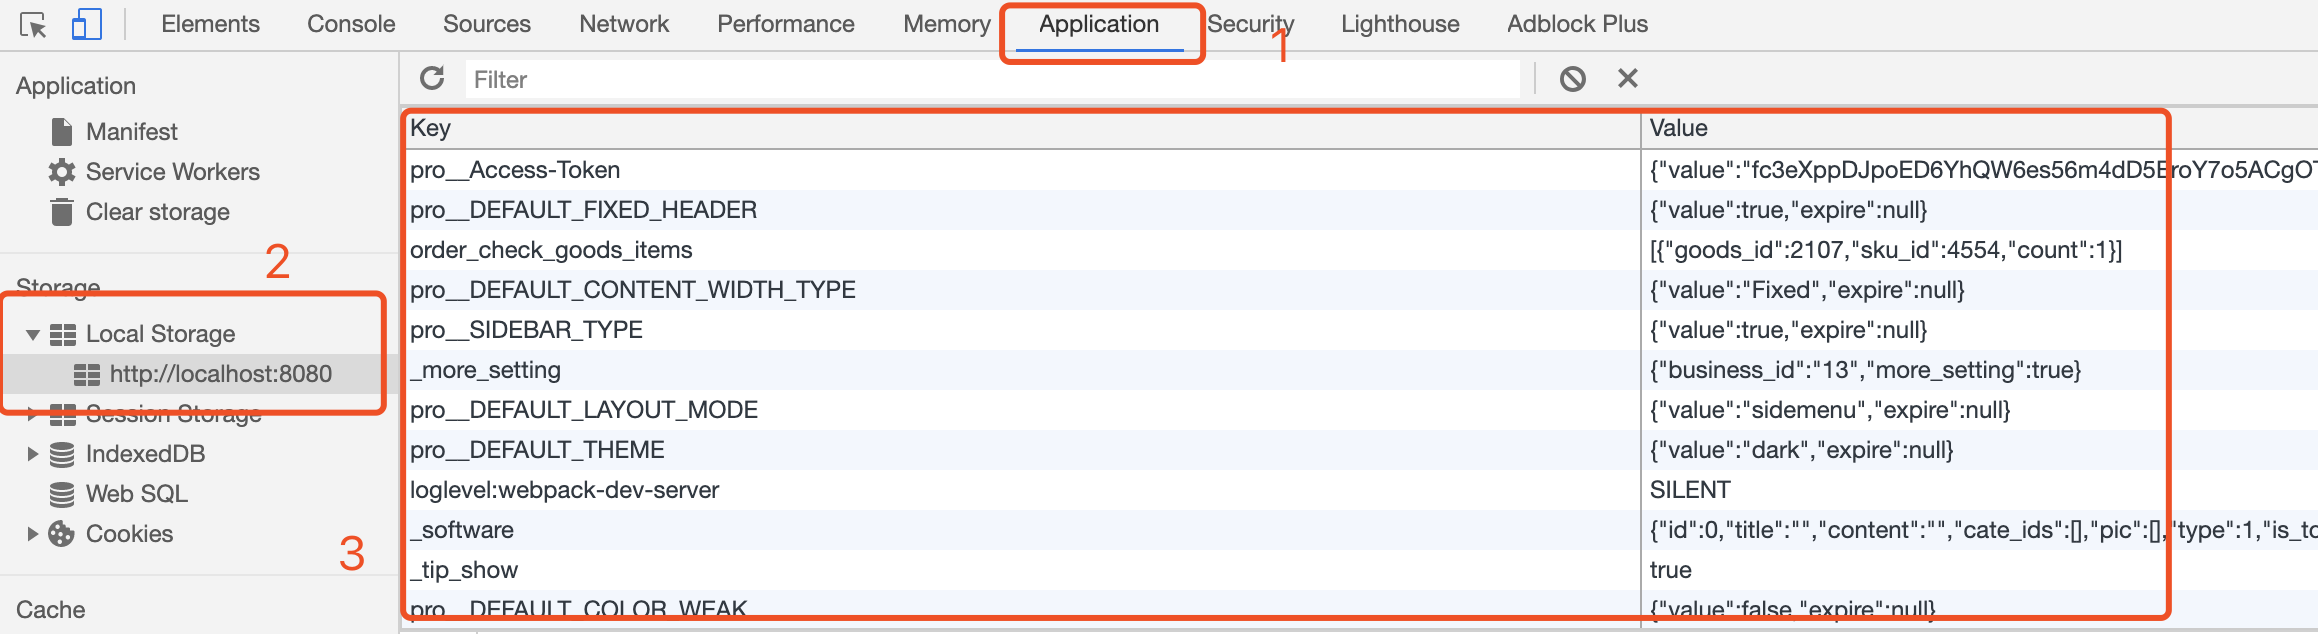 Elements Console Sources Network Performance Memory Application Security Lighthouse Adblock Plus
1
Application
Filter
Manifest
Service Workers
Clear storage
2
Storage
Local Storage
http://localhost:8080
Session Storage
IndexedDB
Web SQL
Cookies
3
Cache
Key Value
pro__Access-Token {"value":"fc3eXppDJpoED6YhQW6es56m4dD5EroY7o5ACgOT
pro__DEFAULT_FIXED_HEADER {"value":true,"expire":null}
order_check_goods_items [{"goods_id":2107,"sku_id":4554,"count":1}]
pro__DEFAULT_CONTENT_WIDTH_TYPE {"value":"Fixed","expire":null}
pro__SIDEBAR_TYPE {"value":true,"expire":null}
_more_setting {"business_id":"13","more_setting":true}
pro__DEFAULT_LAYOUT_MODE {"value":"sidemenu","expire":null}
pro__DEFAULT_THEME {"value":"dark","expire":null}
loglevel:webpack-dev-server SILENT
_software {"id":0,"title":"","content":"","cate_ids":[],"pic":[],"type":1,"is_to
_tip_show true
pro__DEFAULT_COLOR_WEAK {"value":false,"expire":null}